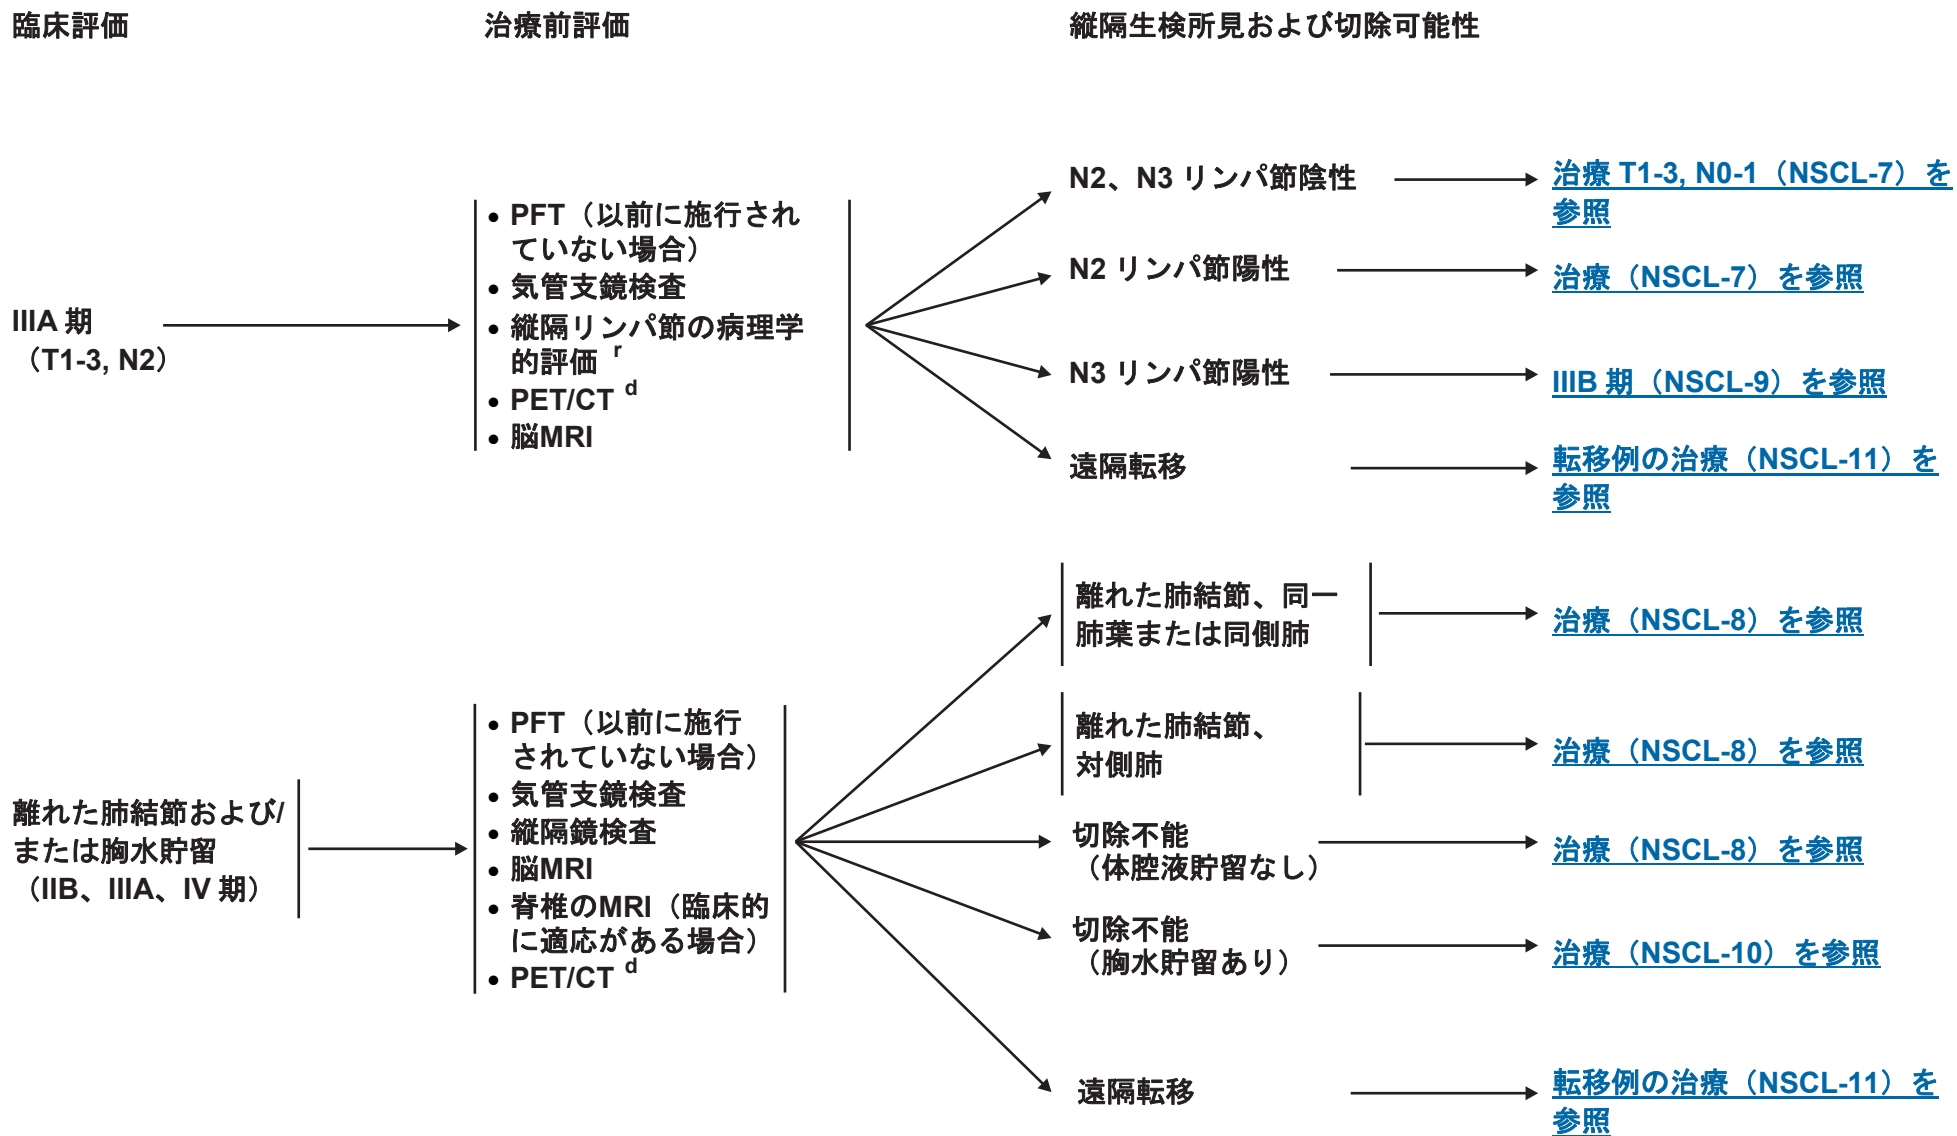 臨床評価
治療前評価
縦隔生検所見および切除可能性
IIIA 期
（T1-3, N2）
• PFT（以前に施行され
ていない場合）
• 気管支鏡検査
• 縦隔リンパ節の病理学
的評価 r
• PET/CT d
• 脳MRI
N2、N3 リンパ節陰性
治療 T1-3, N0-1（NSCL-7）を
参照
N2 リンパ節陽性
治療（NSCL-7）を参照
N3 リンパ節陽性
IIIB 期（NSCL-9）を参照
遠隔転移
転移例の治療（NSCL-11）を
参照
離れた肺結節および/
または胸水貯留
（IIB、IIIA、IV 期）
• PFT（以前に施行
されていない場合）
• 気管支鏡検査
• 縦隔鏡検査
• 脳MRI
• 脊椎のMRI（臨床的
に適応がある場合）
• PET/CT d
離れた肺結節、同一
肺葉または同側肺
治療（NSCL-8）を参照
離れた肺結節、
対側肺
治療（NSCL-8）を参照
切除不能
（体腔液貯留なし）
治療（NSCL-8）を参照
切除不能
（胸水貯留あり）
治療（NSCL-10）を参照
遠隔転移
転移例の治療（NSCL-11）を
参照